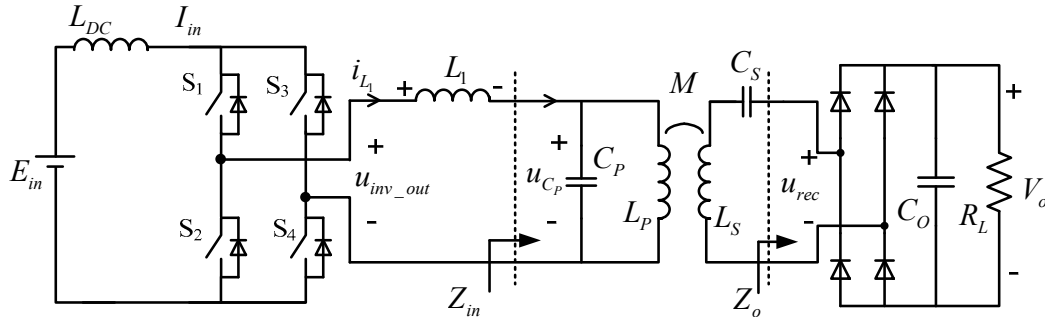 L_DC
I_in
S_1
S_3
E_in
S_2
S_4
i_L_1
+ L_1 -
+
u_inv_out
-
Z_in
+
u_C_P
-
C_P
M
L_P
L_S
C_S
+
u_rec
-
Z_o
C_O
R_L
+
V_o
-